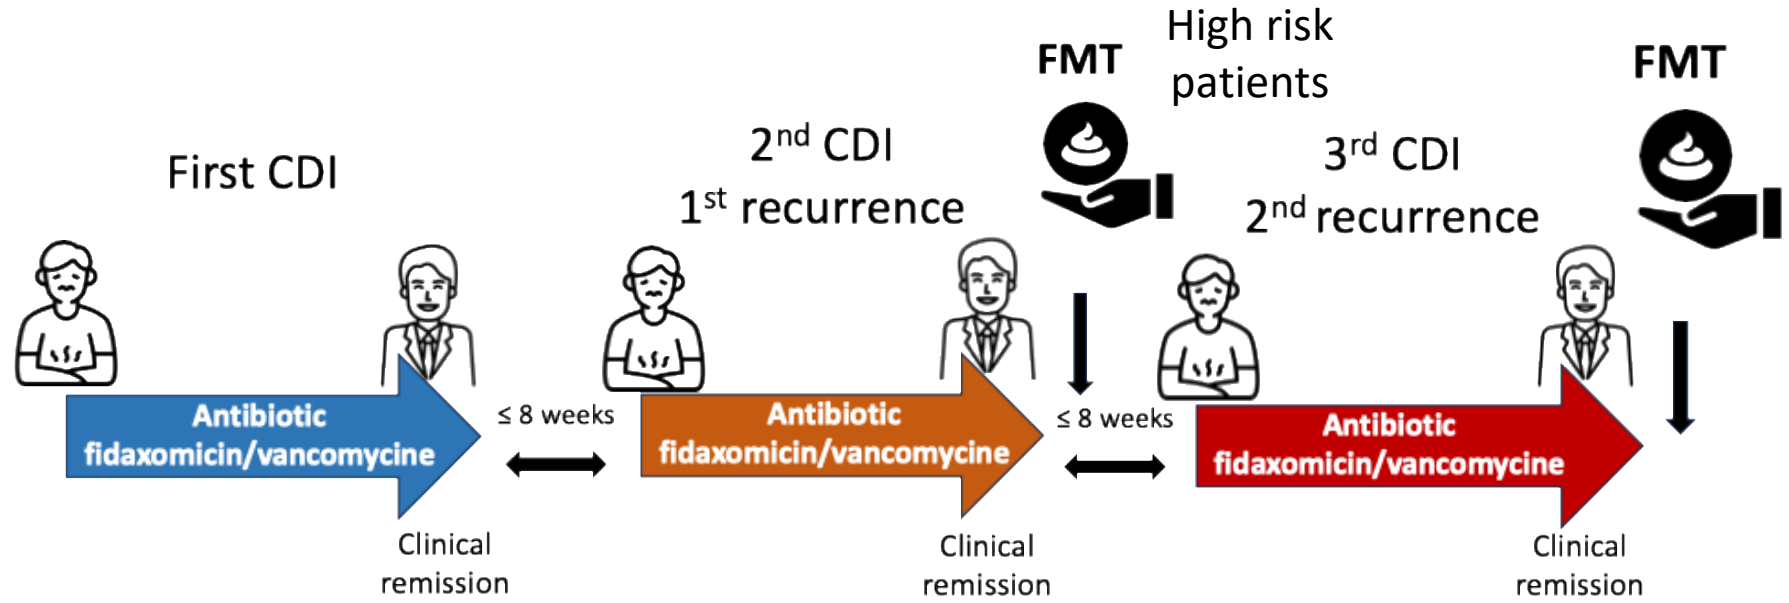 First CDI
Antibiotic
fidaxomicin/vancomycine
Clinical
remission
≤ 8 weeks
2nd CDI
1st recurrence
Antibiotic
fidaxomicin/vancomycine
Clinical
remission
FMT
High risk
patients
≤ 8 weeks
3rd CDI
2nd recurrence
Antibiotic
fidaxomicin/vancomycine
Clinical
remission
FMT